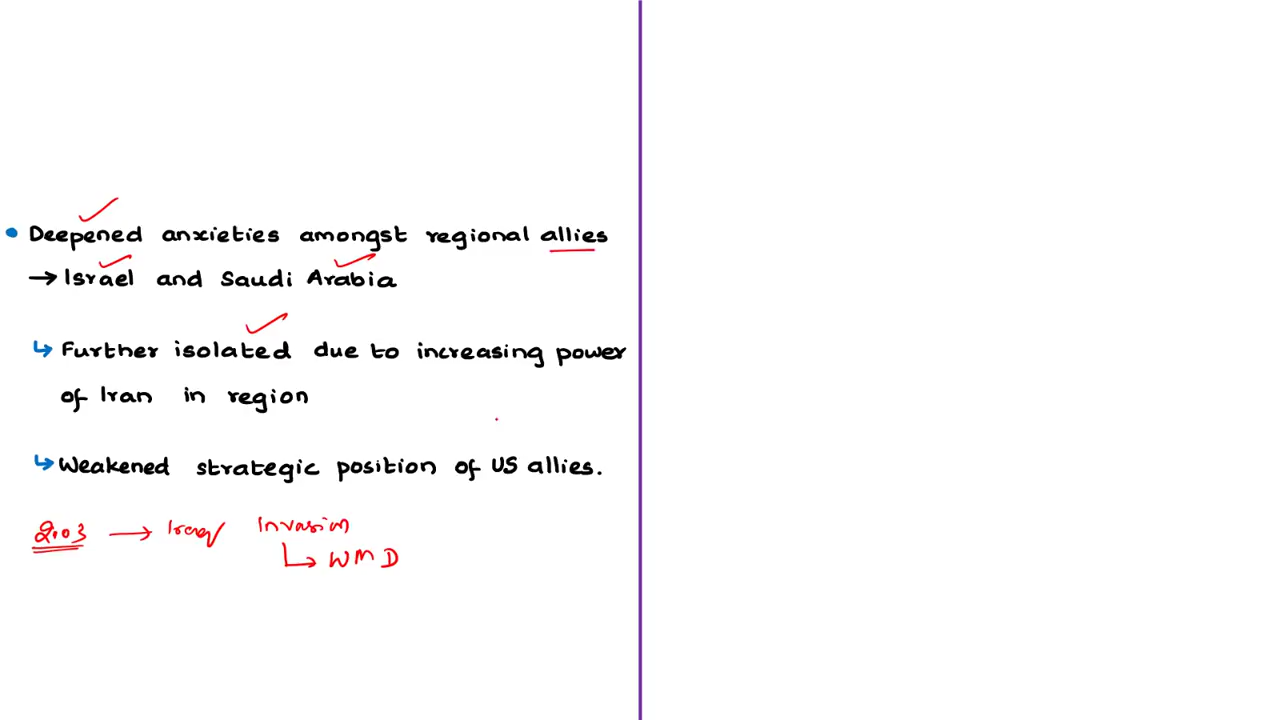 • Deepened anxieties amongst regional allies
→ Israel and Saudi Arabia
↳ Further isolated due to increasing power
of Iran in region
↳ Weakened strategic position of US allies.
2003 → Iraq Invasion
↳ WMD